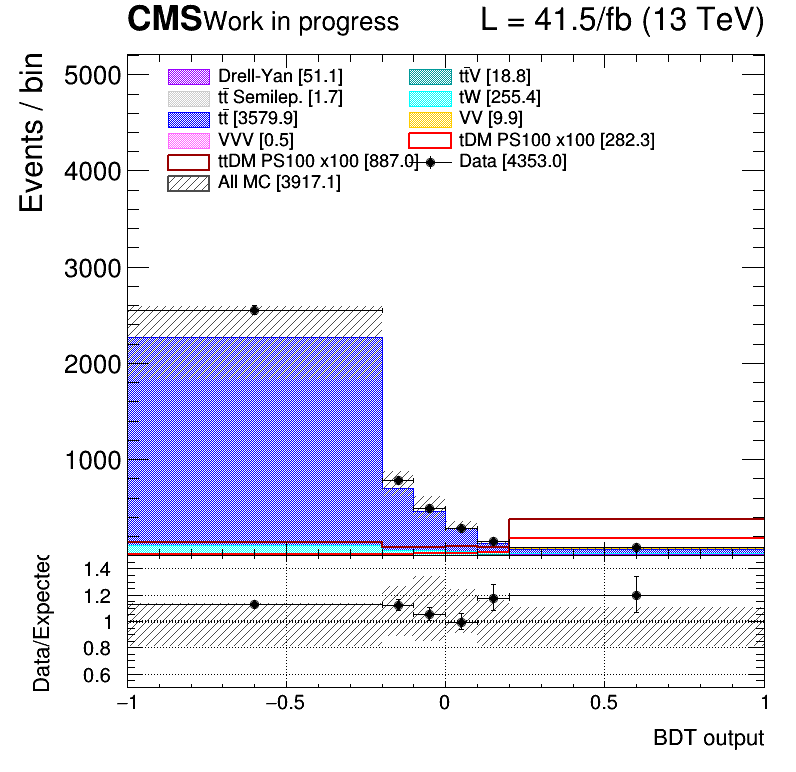 CMS Work in progress L = 41.5/fb (13 TeV)
Events / bin
5000
4000
3000
2000
1000
Drell-Yan [51.1] tt̄V [18.8]
tt̄ Semilep. [1.7] tW [255.4]
tt̄ [3579.9] VV [9.9]
VVV [0.5] tDM PS100 x100 [282.3]
ttDM PS100 x100 [887.0] Data [4353.0]
All MC [3917.1]
Data/Expected
1.4
1.2
1
0.8
0.6
−1 −0.5 0 0.5 1
BDT output